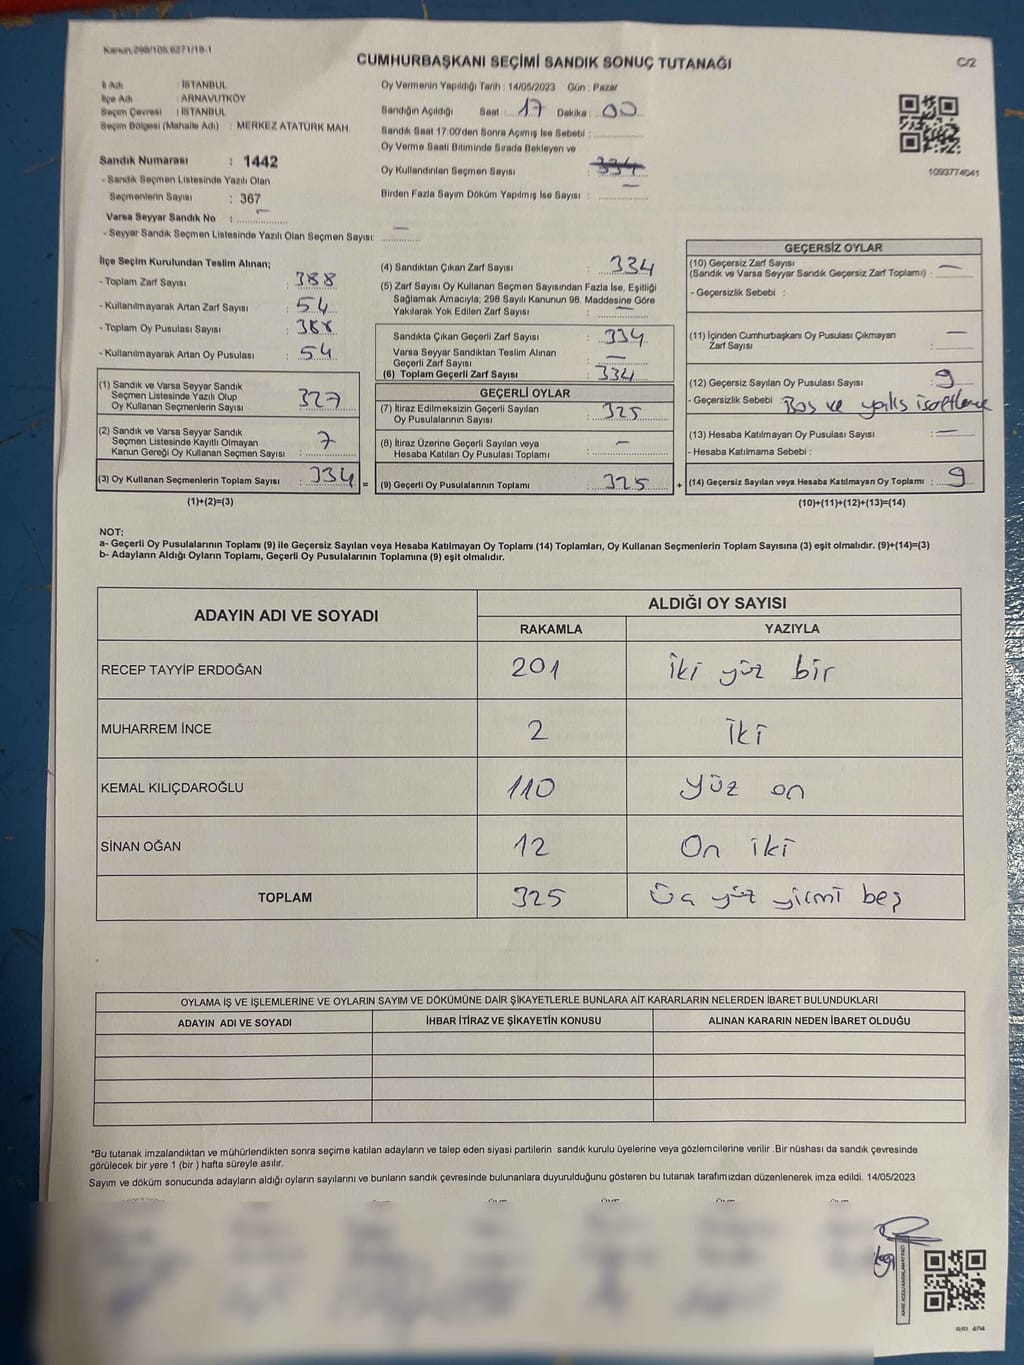 Kanun,298/105.6271/18-1
CUMHURBAŞKANI SEÇİMİ SANDIK SONUÇ TUTANAĞI
C/2
İl Adı : İSTANBUL
İlçe Adı : ARNAVUTKÖY
Seçim Çevresi : İSTANBUL
Seçim Bölgesi (Mahalle Adı) : MERKEZ ATATÜRK MAH.
Sandık Numarası : 1442
- Sandık Seçmen Listesinde Yazılı Olan
Seçmenlerin Sayısı : 367
Varsa Seyyar Sandık No : —
- Seyyar Sandık Seçmen Listesinde Yazılı Olan Seçmen Sayısı: —
Oy Vermenin Yapıldığı Tarih : 14/05/2023 Gün : Pazar
Sandığın Açıldığı Saat : 17 Dakika : 00
Sandık Saat 17:00'den Sonra Açımış İse Sebebi :
Oy Verme Saati Bitiminde Sırada Bekleyen ve
Oy Kullandırılan Seçmen Sayısı : 334
Birden Fazla Sayım Döküm Yapılmış İse Sayısı : —
1093774041
İlçe Seçim Kurulundan Teslim Alınan;
- Toplam Zarf Sayısı : 388
- Kullanılmayarak Artan Zarf Sayısı : 54
- Toplam Oy Pusulası Sayısı : 388
- Kullanılmayarak Artan Oy Pusulası : 54
(1) Sandık ve Varsa Seyyar Sandık
Seçmen Listesinde Yazılı Olup
Oy Kullanan Seçmenlerin Sayısı : 327
(2) Sandık ve Varsa Seyyar Sandık
Seçmen Listesinde Kayıtlı Olmayan
Kanun Gereği Oy Kullanan Seçmen Sayısı : 7
(3) Oy Kullanan Seçmenlerin Toplam Sayısı : 334 =
(1)+(2)=(3)
(4) Sandıktan Çıkan Zarf Sayısı : 334
(5) Zarf Sayısı Oy Kullanan Seçmen Sayısından Fazla İse, Eşitliği
Sağlamak Amacıyla; 298 Sayılı Kanunun 98. Maddesine Göre
Yakılarak Yok Edilen Zarf Sayısı : —
Sandıkta Çıkan Geçerli Zarf Sayısı : 334
Varsa Seyyar Sandıktan Teslim Alınan
Geçerli Zarf Sayısı : —
(6) Toplam Geçerli Zarf Sayısı : 334
GEÇERLİ OYLAR
(7) İtiraz Edilmeksizin Geçerli Sayılan
Oy Pusulalarının Sayısı : 325
(8) İtiraz Üzerine Geçerli Sayılan veya
Hesaba Katılan Oy Pusulası Toplamı : —
(9) Geçerli Oy Pusulalarının Toplamı : 325 +
GEÇERSİZ OYLAR
(10) Geçersiz Zarf Sayısı
(Sandık ve Varsa Seyyar Sandık Geçersiz Zarf Toplamı) : —
- Geçersizlik Sebebi :
(11) İçinden Cumhurbaşkanı Oy Pusulası Çıkmayan
Zarf Sayısı : —
(12) Geçersiz Sayılan Oy Pusulası Sayısı : 9
- Geçersizlik Sebebi : Boş ve yalış
(13) Hesaba Katılmayan Oy Pusulası Sayısı : —
- Hesaba Katılmama Sebebi :
(14) Geçersiz Sayılan veya Hesaba Katılmayan Oy Toplamı : 9
(10)+(11)+(12)+(13)=(14)
NOT:
a- Geçerli Oy Pusulalarının Toplamı (9) ile Geçersiz Sayılan veya Hesaba Katılmayan Oy Toplamı (14) Toplamları, Oy Kullanan Seçmenlerin Toplam Sayısına (3) eşit olmalıdır. (9)+(14)=(3)
b- Adayların Aldığı Oyların Toplamı, Geçerli Oy Pusulalarının Toplamına (9) eşit olmalıdır.
ADAYIN ADI VE SOYADI
ALDIĞI OY SAYISI
RAKAMLA YAZIYLA
RECEP TAYYİP ERDOĞAN 201 iki yüz bir
MUHARREM İNCE 2 iki
KEMAL KILIÇDAROĞLU 110 yüz on
SİNAN OĞAN 12 On iki
TOPLAM 325 Üç yüz yirmi beş
OYLAMA İŞ VE İŞLEMLERİNE VE OYLARIN SAYIM VE DÖKÜMÜNE DAİR ŞİKAYETLERLE BUNLARA AİT KARARLARIN NELERDEN İBARET BULUNDUKLARI
ADAYIN ADI VE SOYADI İHBAR İTİRAZ VE ŞİKAYETİN KONUSU ALINAN KARARIN NEDEN İBARET OLDUĞU
*Bu tutanak imzalandıktan ve mühürlendikten sonra seçime katılan adayların ve talep eden siyasi partilerin sandık kurulu üyelerine veya gözlemcilerine verilir .Bir nüshası da sandık çevresinde
görülecek bir yere 1 (bir ) hafta süreyle asılır.
Sayım ve döküm sonucunda adayların aldığı oyların sayılarını ve bunların sandık çevresinde bulunanlara duyurulduğunu gösteren bu tutanak tarafımızdan düzenlenerek imza edildi. 14/05/2023